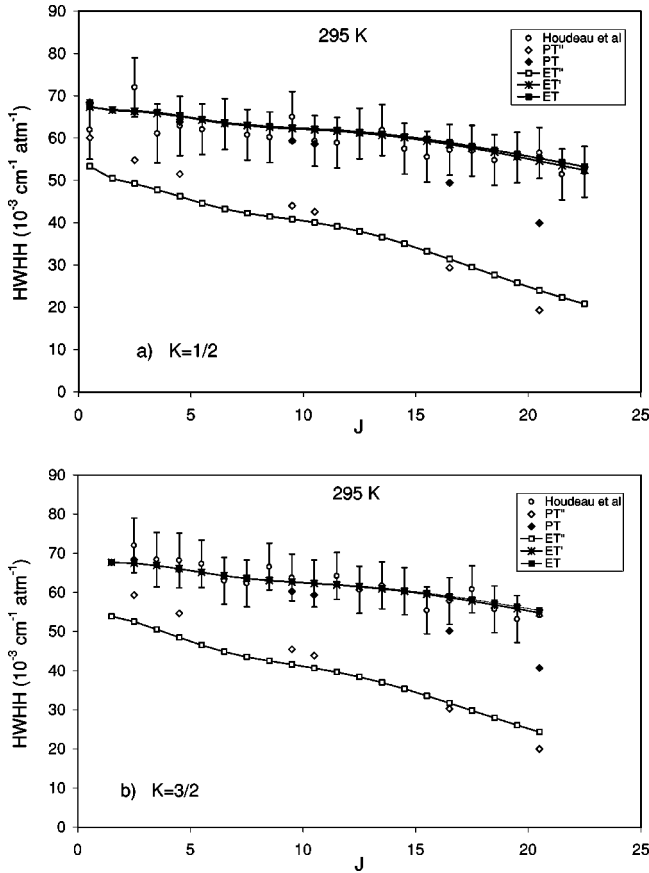 295 K
Houdeau et al
PT"
PT
ET"
ET'
ET
HWHH (10⁻³ cm⁻¹ atm⁻¹)
90
80
70
60
50
40
30
20
10
0
a) K=1/2
0 5 10 15 20 25
J
295 K
Houdeau et al
PT"
PT
ET"
ET'
ET
HWHH (10⁻³ cm⁻¹ atm⁻¹)
90
80
70
60
50
40
30
20
10
0
b) K=3/2
0 5 10 15 20 25
J